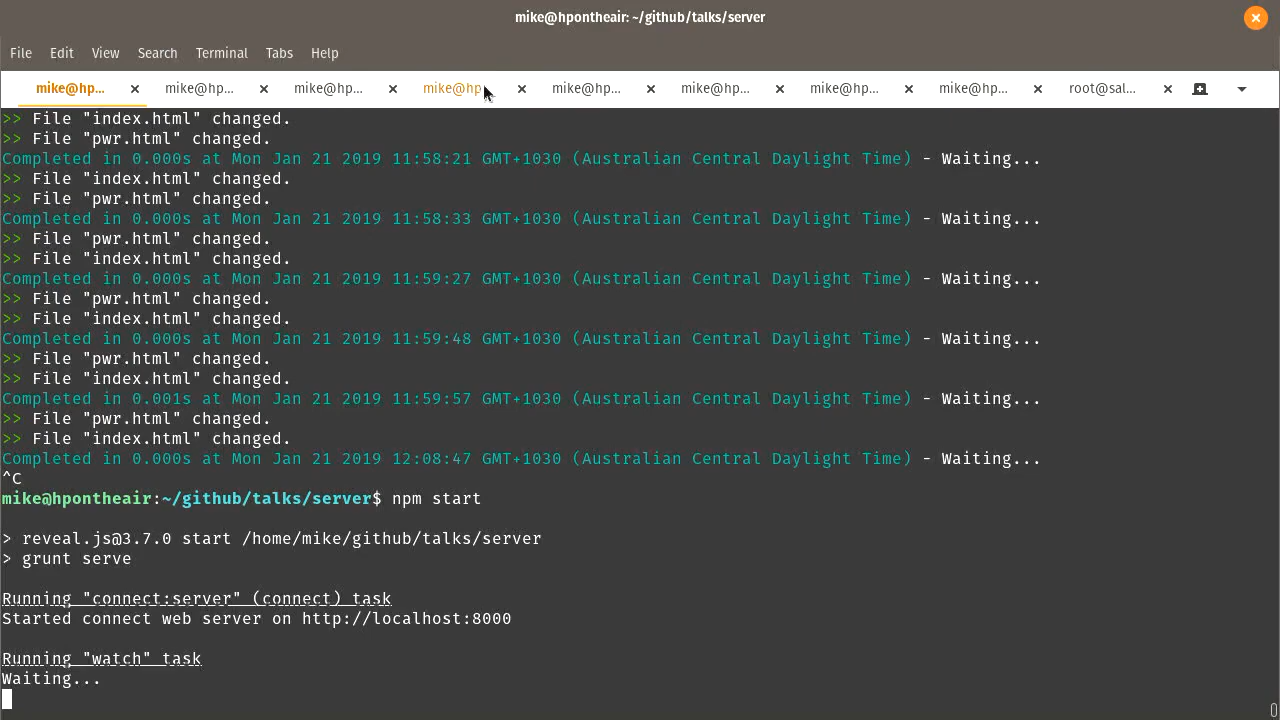 mike@hpontheair: ~/github/talks/server
File Edit View Search Terminal Tabs Help
mike@hp... mike@hp... mike@hp... mike@hp mike@hp... mike@hp... mike@hp... mike@hp... root@sal...
>> File "index.html" changed.
>> File "pwr.html" changed.
Completed in 0.000s at Mon Jan 21 2019 11:58:21 GMT+1030 (Australian Central Daylight Time) - Waiting...
>> File "index.html" changed.
>> File "pwr.html" changed.
Completed in 0.000s at Mon Jan 21 2019 11:58:33 GMT+1030 (Australian Central Daylight Time) - Waiting...
>> File "pwr.html" changed.
>> File "index.html" changed.
Completed in 0.000s at Mon Jan 21 2019 11:59:27 GMT+1030 (Australian Central Daylight Time) - Waiting...
>> File "pwr.html" changed.
>> File "index.html" changed.
Completed in 0.000s at Mon Jan 21 2019 11:59:48 GMT+1030 (Australian Central Daylight Time) - Waiting...
>> File "pwr.html" changed.
>> File "index.html" changed.
Completed in 0.001s at Mon Jan 21 2019 11:59:57 GMT+1030 (Australian Central Daylight Time) - Waiting...
>> File "pwr.html" changed.
>> File "index.html" changed.
Completed in 0.000s at Mon Jan 21 2019 12:08:47 GMT+1030 (Australian Central Daylight Time) - Waiting...
^C
mike@hpontheair:~/github/talks/server$ npm start
> reveal.js@3.7.0 start /home/mike/github/talks/server
> grunt serve
Running "connect:server" (connect) task
Started connect web server on http://localhost:8000
Running "watch" task
Waiting...